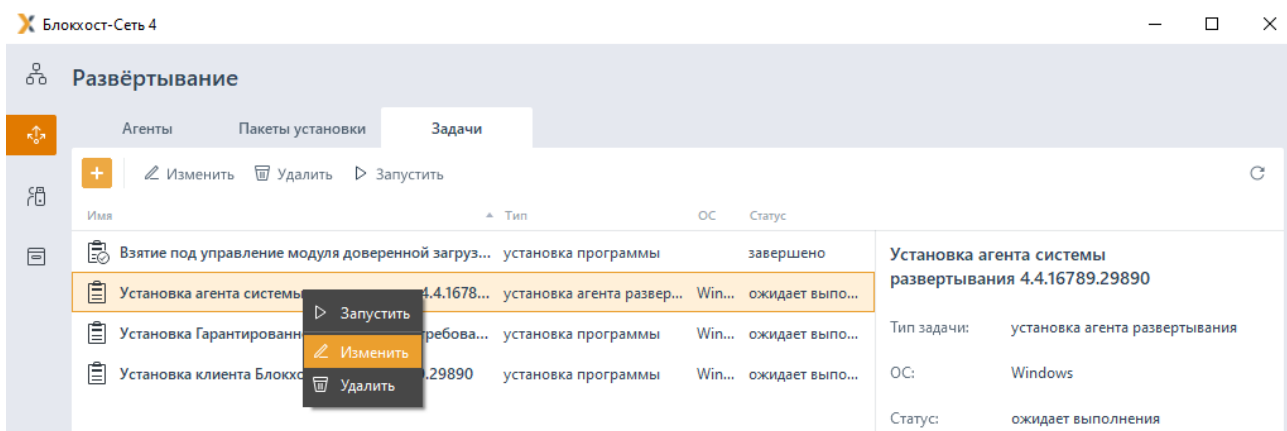 Блокхост-Сеть 4
Развёртывание
Агенты Пакеты установки Задачи
Изменить Удалить Запустить
Имя Тип ОС Статус
Взятие под управление модуля доверенной загруз... установка программы завершено
Установка агента системы 4.4.1678... установка агента развер... Win... ожидает выпо...
Установка Гарантированн требова... установка программы Win... ожидает выпо...
Установка клиента Блокхо .29890 установка программы Win... ожидает выпо...
Запустить
Изменить
Удалить
Установка агента системы
развертывания 4.4.16789.29890
Тип задачи: установка агента развертывания
ОС: Windows
Статус: ожидает выполнения